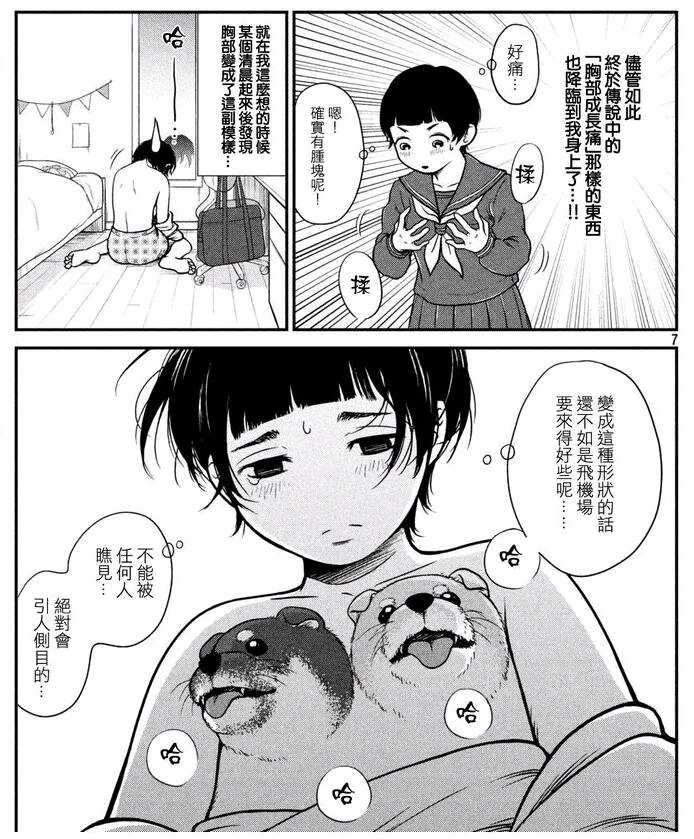 儘管如此
終於傳說中的
「胸部成長痛」那樣的東西
也降臨到我身上了…!!
好痛…
揉
嗯！
確實有腫塊呢！
揉
就在我這麼想的時候
某個清晨起來後發現
胸部變成了這副模樣…
哈……
7
變成這種形狀的話
還不如是飛機場
要來得好些呢……
哈
不能被
任何人
瞧見…
絕對會
引人側目的…
哈
哈
哈